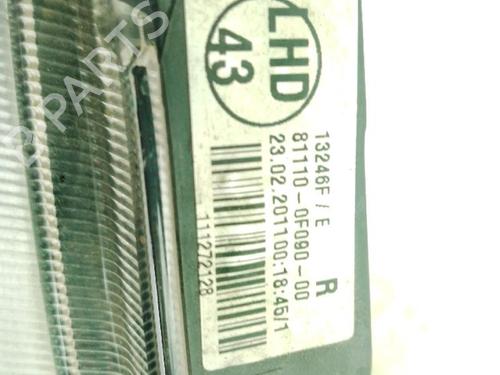 LHD
43
13246F / E
R
81110-0F090-00
23.02.201100:18:45/1
111272128
B PARTS